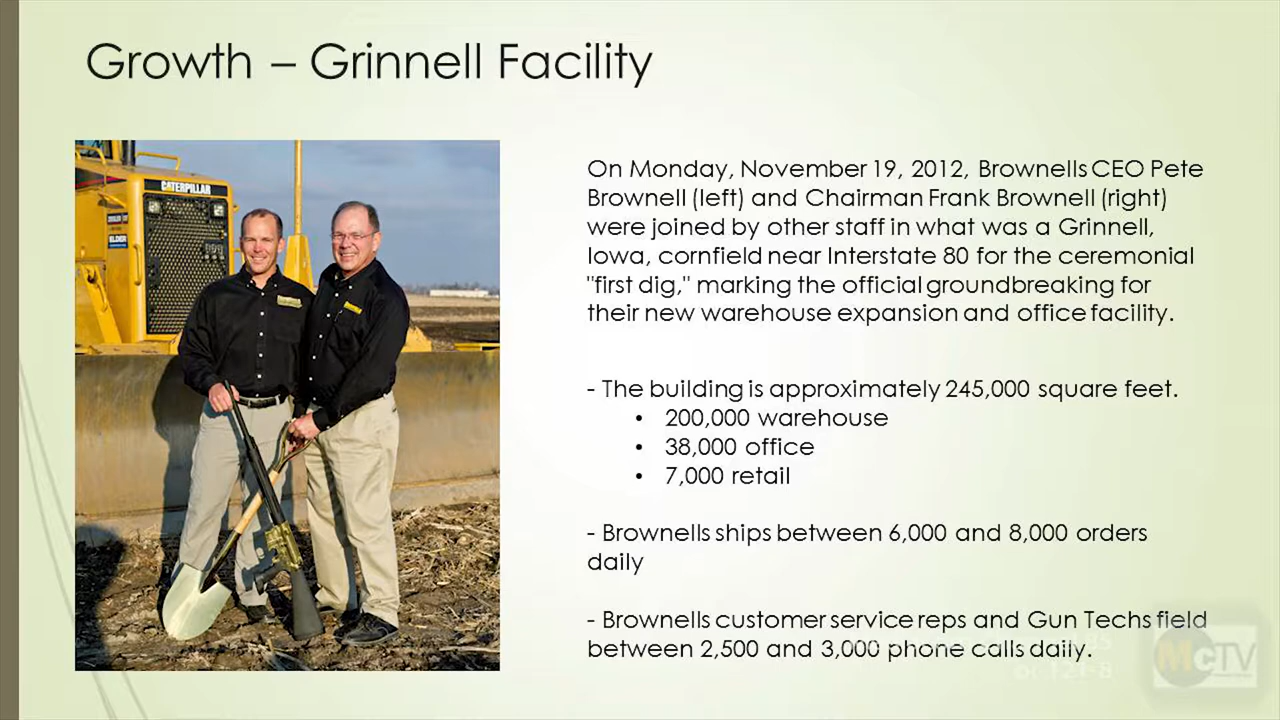 Growth – Grinnell Facility
CATERPILLAR
ELDER
On Monday, November 19, 2012, Brownells CEO Pete
Brownell (left) and Chairman Frank Brownell (right)
were joined by other staff in what was a Grinnell,
Iowa, cornfield near Interstate 80 for the ceremonial
"first dig," marking the official groundbreaking for
their new warehouse expansion and office facility.
- The building is approximately 245,000 square feet.
• 200,000 warehouse
• 38,000 office
• 7,000 retail
- Brownells ships between 6,000 and 8,000 orders
daily
- Brownells customer service reps and Gun Techs field
between 2,500 and 3,000 phone calls daily.
MCTV